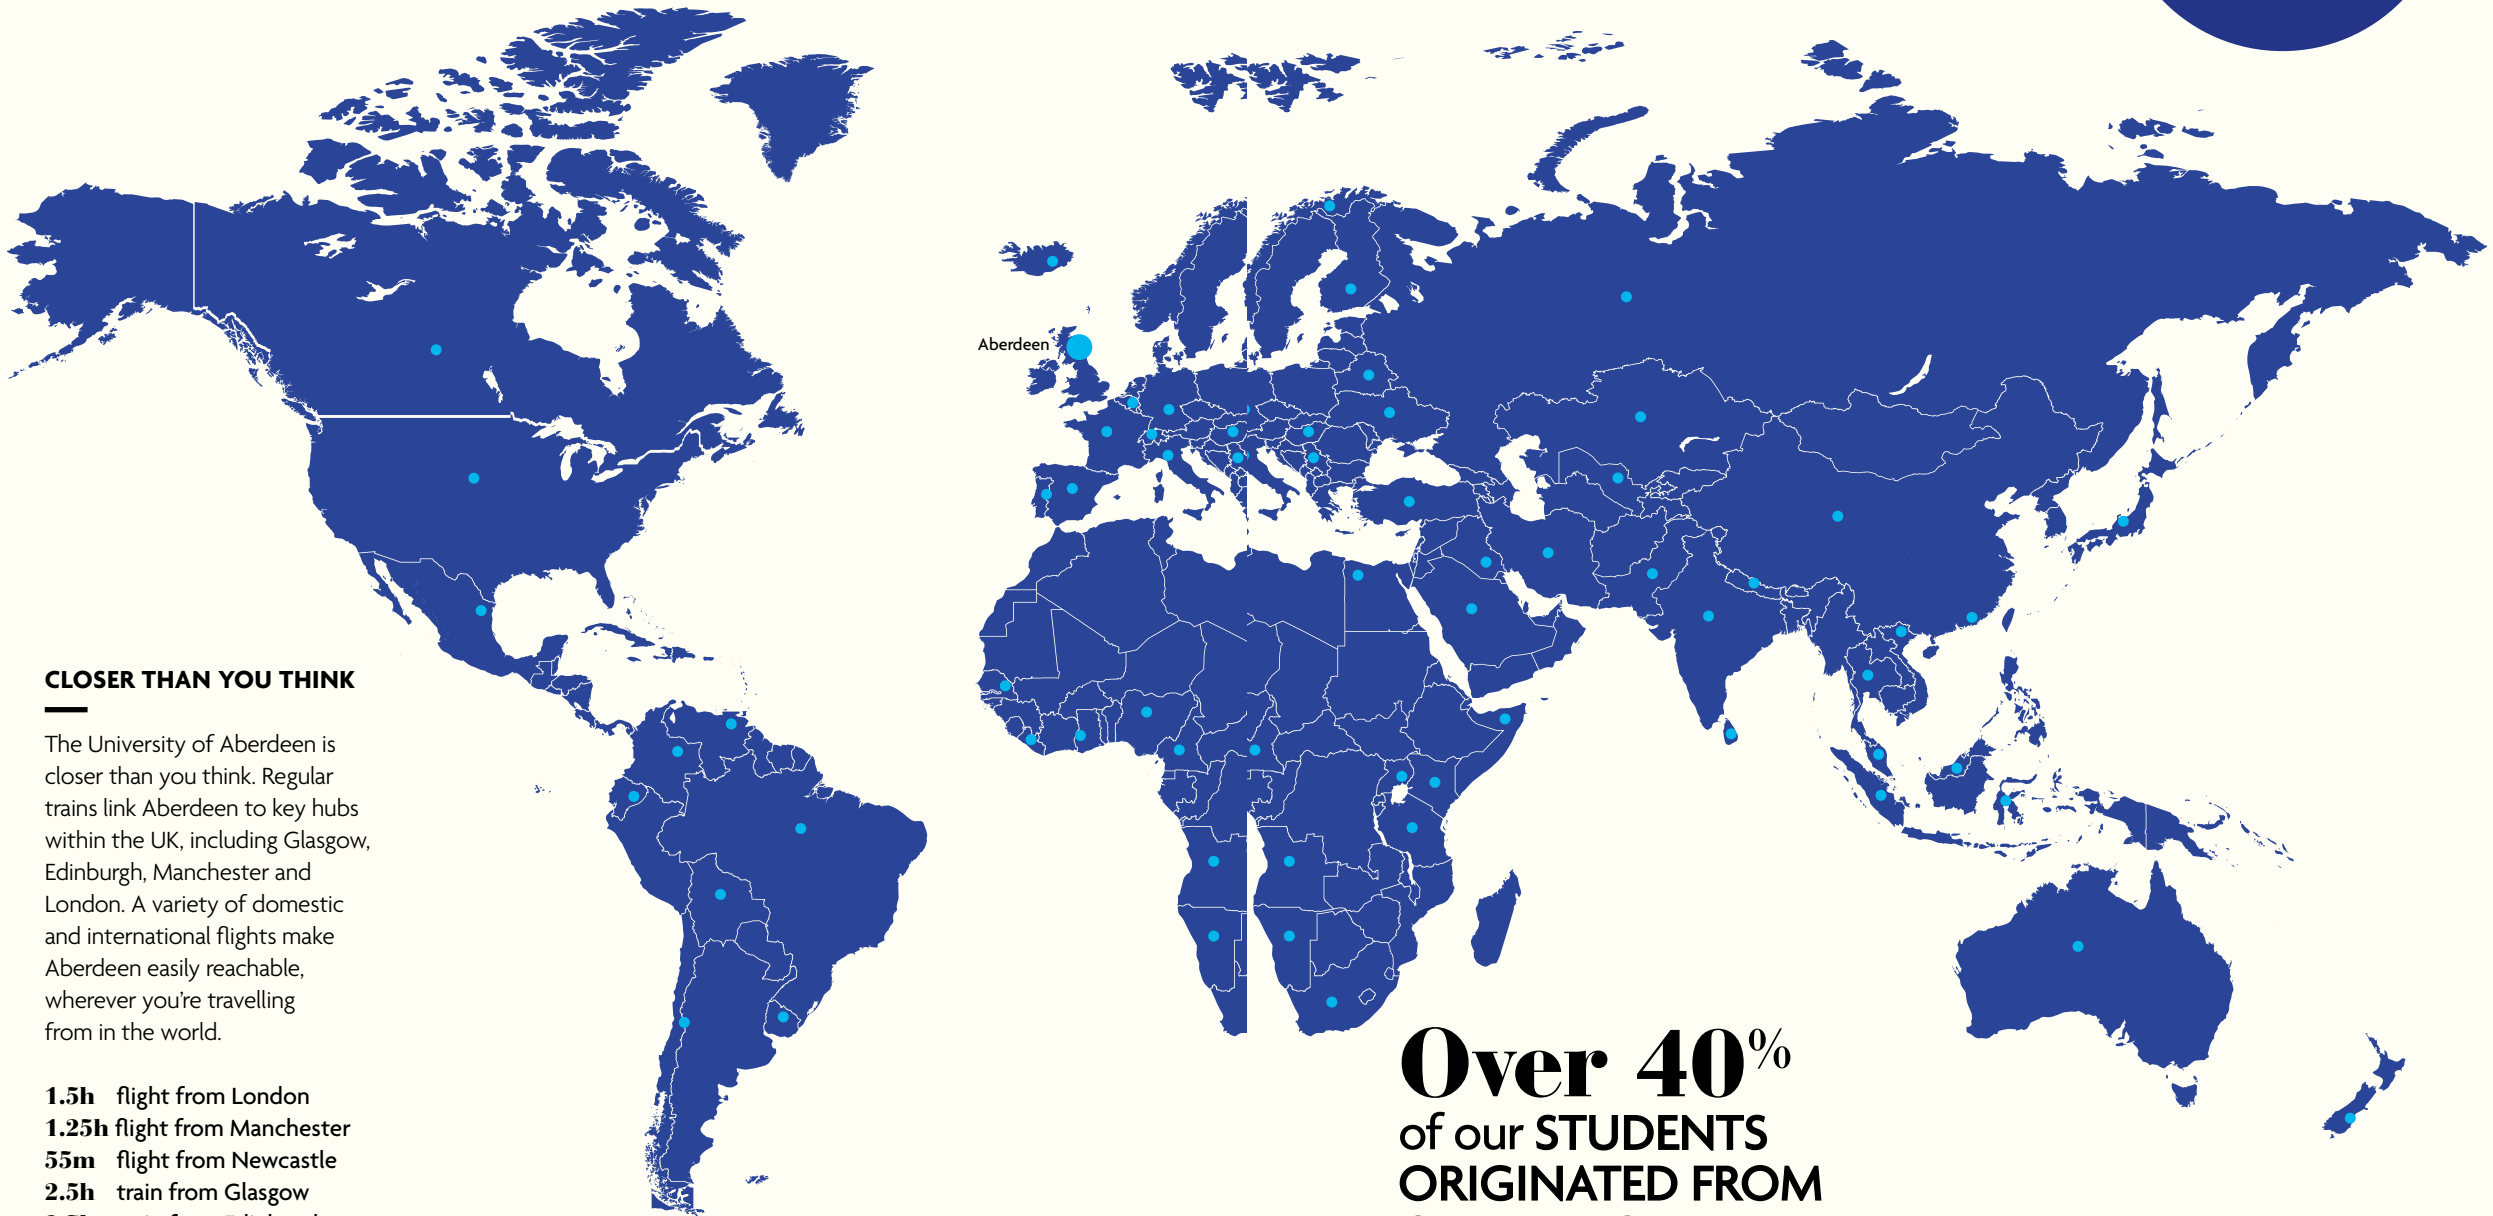 Aberdeen
CLOSER THAN YOU THINK
The University of Aberdeen is
closer than you think. Regular
trains link Aberdeen to key hubs
within the UK, including Glasgow,
Edinburgh, Manchester and
London. A variety of domestic
and international flights make
Aberdeen easily reachable,
wherever you’re travelling
from in the world.
1.5h flight from London
1.25h flight from Manchester
55m flight from Newcastle
2.5h train from Glasgow
Over 40%
of our STUDENTS
ORIGINATED FROM